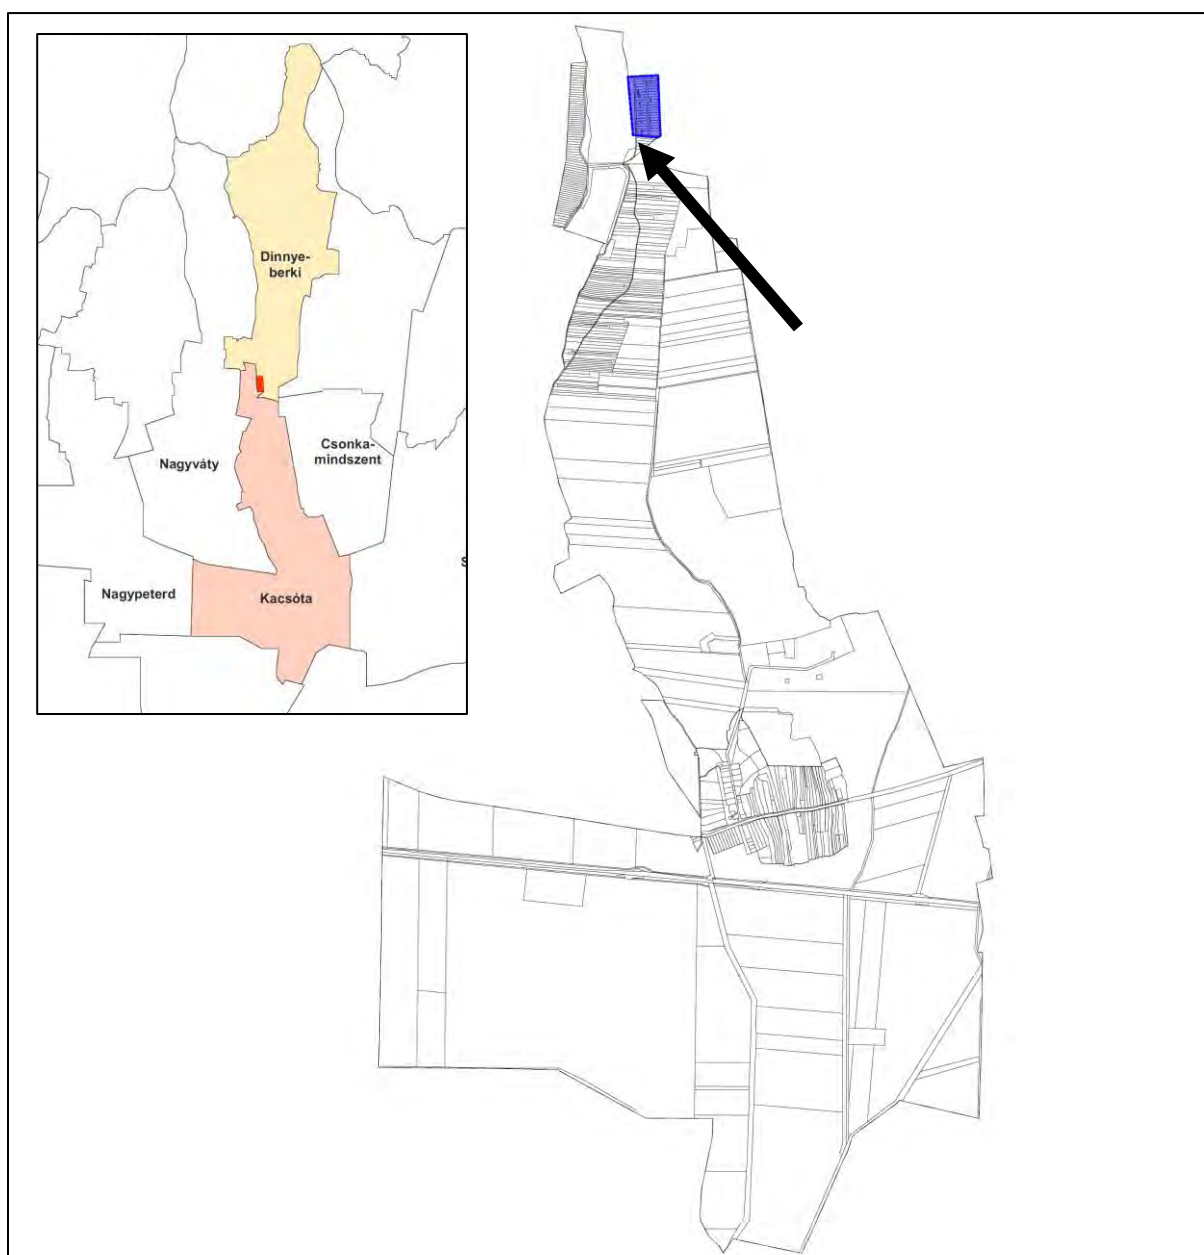 Dinnye-
berki
Nagyváty
Csonka-
mindszent
Nagypeterd
Kacsóta
S